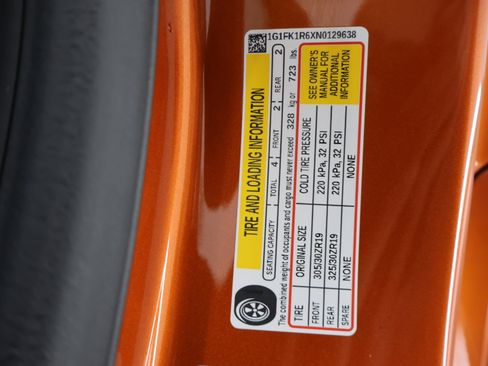 1G1FK1R6XN0129638
TIRE AND LOADING INFORMATION
SEATING CAPACITY TOTAL 4 FRONT 2 REAR 2
The combined weight of occupants and cargo must never exceed 328 kg or 723 lbs.
TIRE ORIGINAL SIZE COLD TIRE PRESSURE
FRONT 305/30ZR19 220 kPa, 32 PSI
REAR 325/30ZR19 220 kPa, 32 PSI
SPARE NONE NONE
SEE OWNER'S
MANUAL FOR
ADDITIONAL
INFORMATION